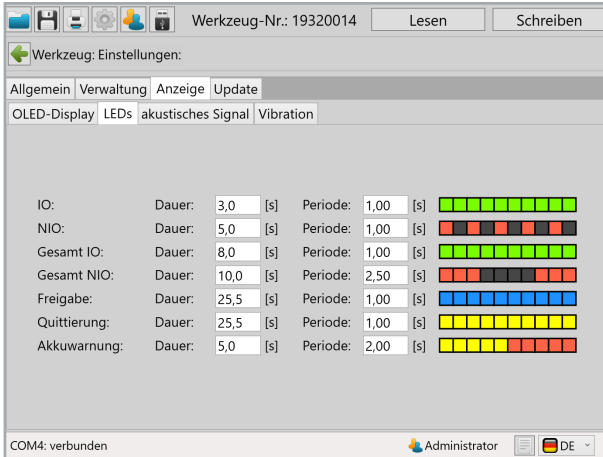 Werkzeug-Nr.: 19320014 Lesen Schreiben
Werkzeug: Einstellungen:
Allgemein Verwaltung Anzeige Update
OLED-Display LEDs akustisches Signal Vibration
IO: Dauer: 3,0 [s] Periode: 1,00 [s]
NIO: Dauer: 5,0 [s] Periode: 1,00 [s]
Gesamt IO: Dauer: 8,0 [s] Periode: 1,00 [s]
Gesamt NIO: Dauer: 10,0 [s] Periode: 2,50 [s]
Freigabe: Dauer: 25,5 [s] Periode: 1,00 [s]
Quittierung: Dauer: 25,5 [s] Periode: 1,00 [s]
Akkuwarnung: Dauer: 5,0 [s] Periode: 2,00 [s]
COM4: verbunden Administrator DE